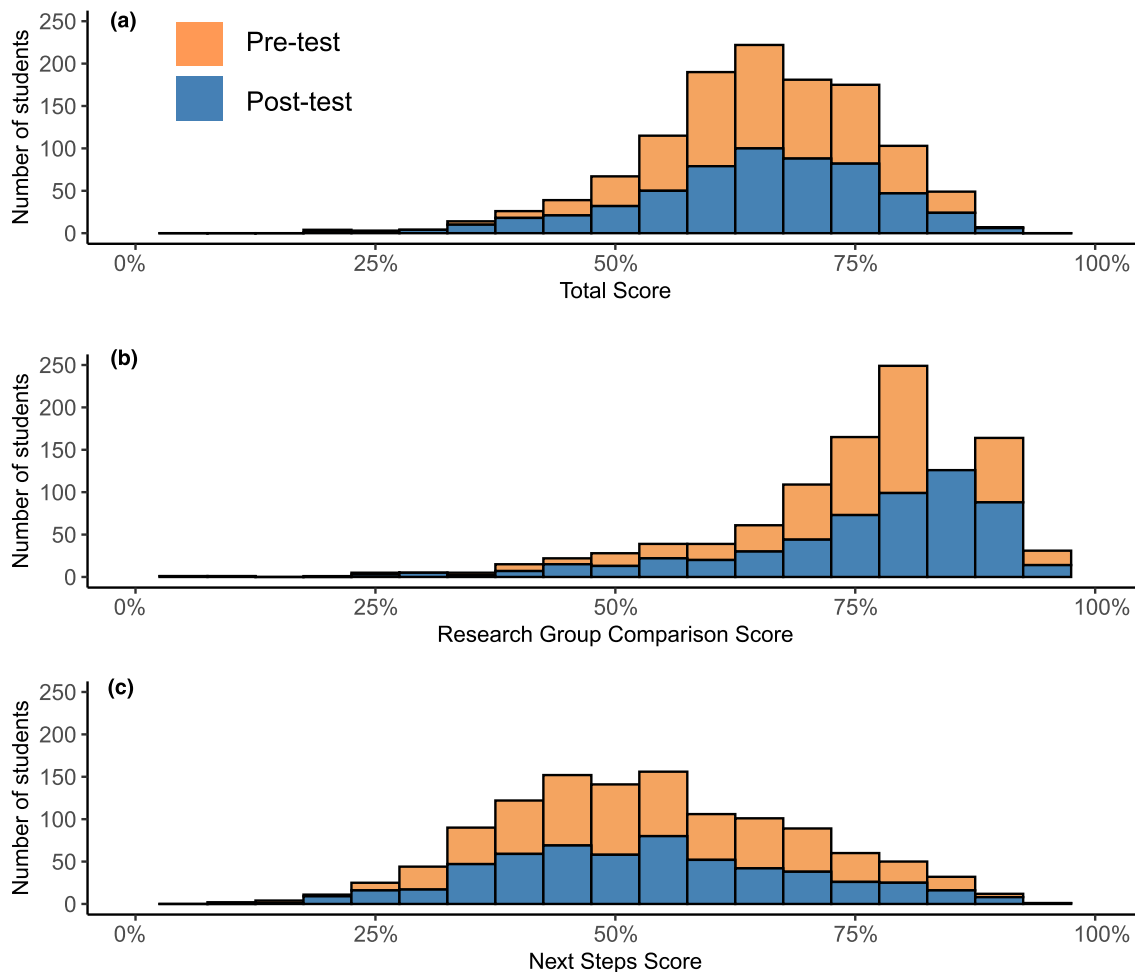 (a)
Pre-test
Post-test
Number of students
250
200
150
100
50
0
0% 25% 50% 75% 100%
Total Score
(b)
Number of students
250
200
150
100
50
0
0% 25% 50% 75% 100%
Research Group Comparison Score
(c)
Number of students
250
200
150
100
50
0
0% 25% 50% 75% 100%
Next Steps Score